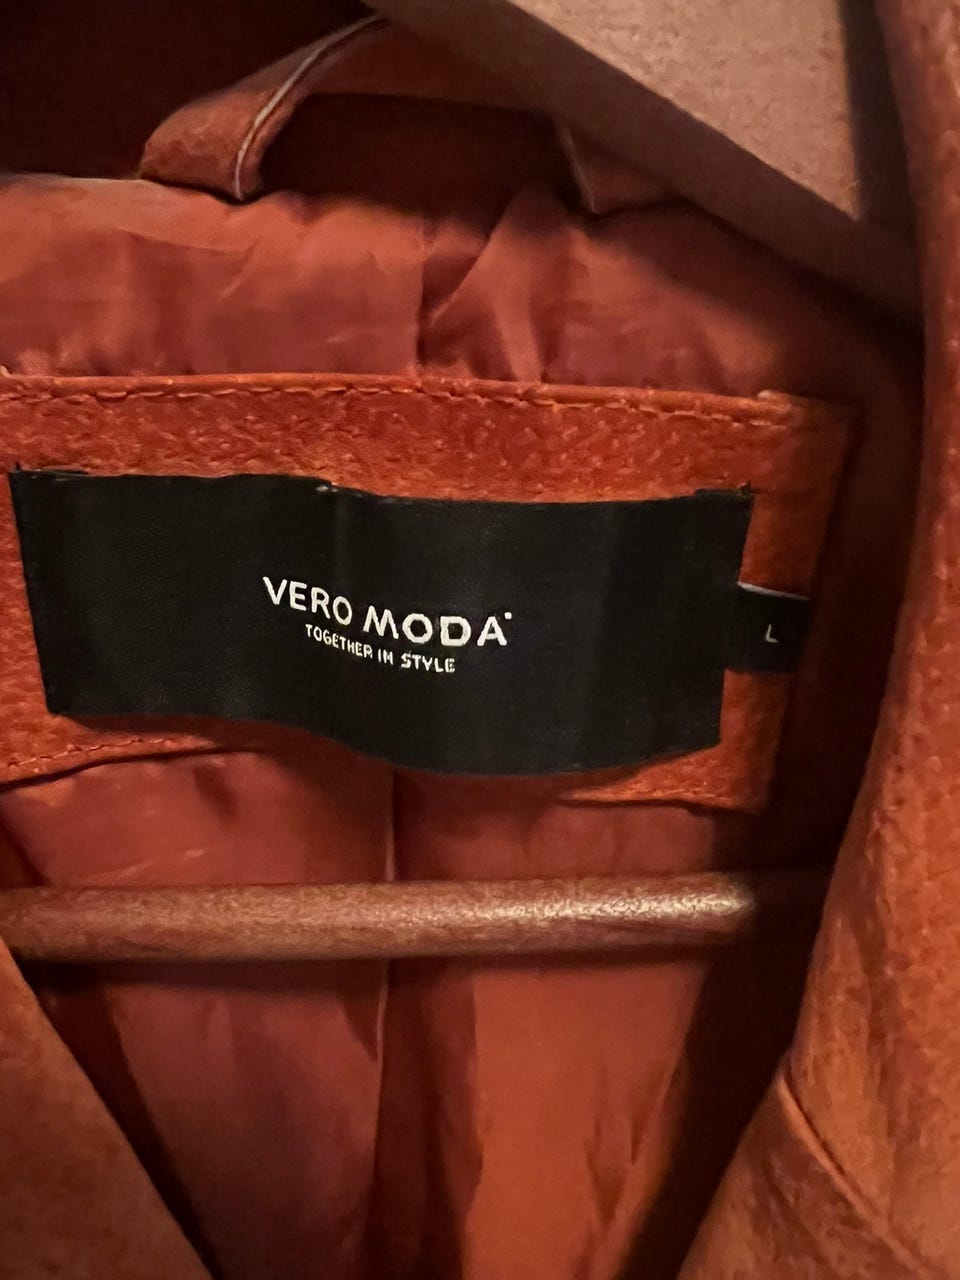 VERO MODA
TOGETHER IN STYLE
L